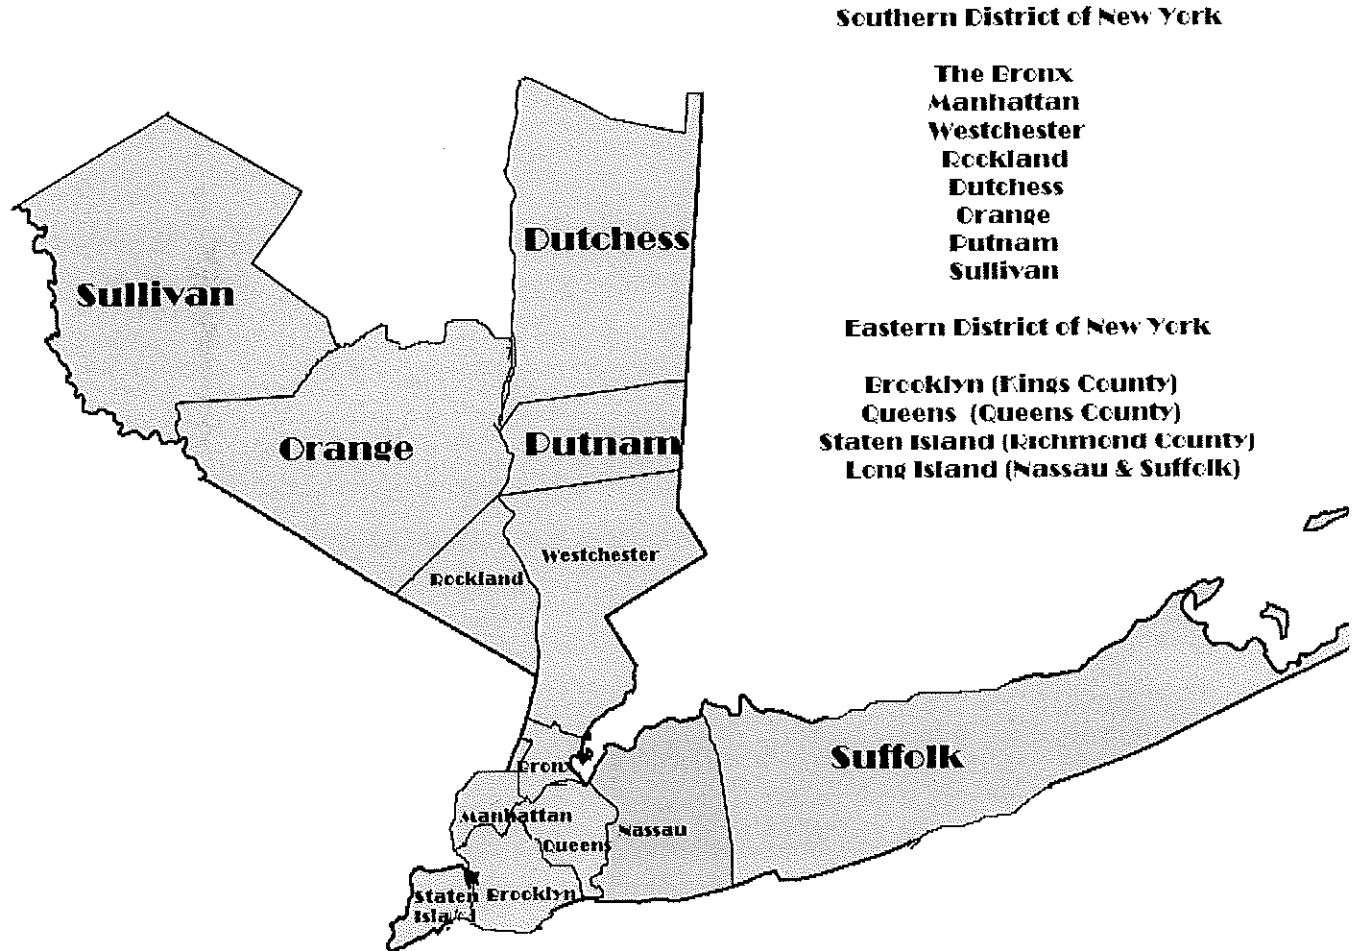 Southern District of New York
The Bronx
Manhattan
Westchester
Rockland
Dutchess
Orange
Putnam
Sullivan
Eastern District of New York
Brooklyn (Kings County)
Queens (Queens County)
Staten Island (Richmond County)
Long Island (Nassau & Suffolk)
Dutchess
Sullivan
Orange
Putnam
Westchester
Rockland
Suffolk
Bronx
Manhattan
Nassau
Queens
Staten
Island
Brooklyn